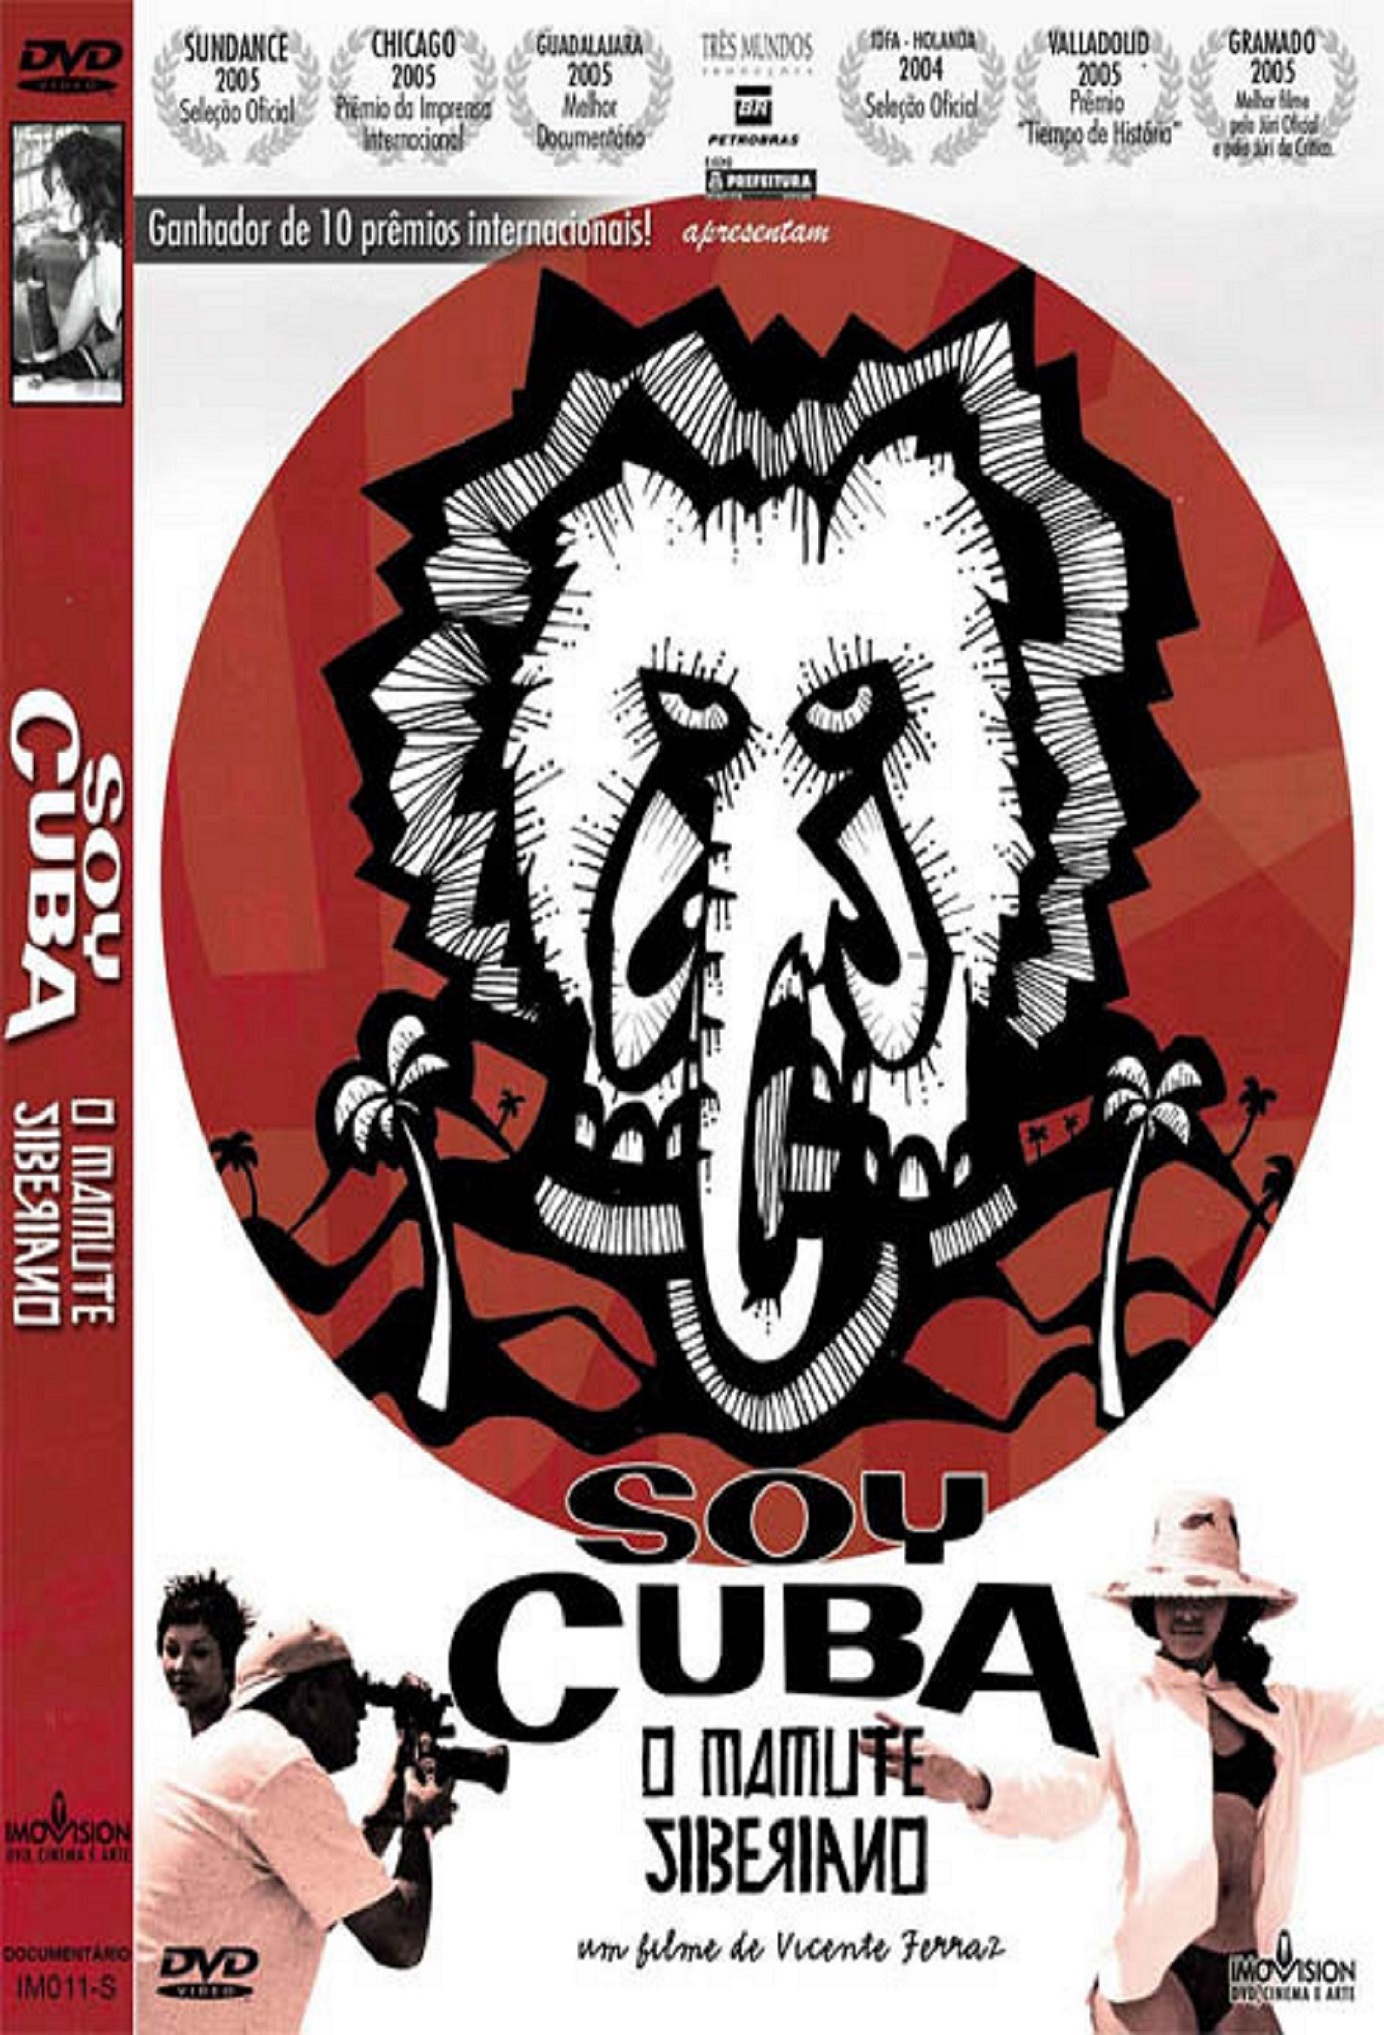 DVD
VIDEO
SOY
CUBA
O MAMUTE
SIBERIANO
IMOVISION
DVD, CINEMA E ARTE
DOCUMENTÁRIO
IM011-S
SUNDANCE
2005
Seleção Oficial
CHICAGO
2005
Prêmio da Imprensa
Internacional
GUADALAJARA
2005
Melhor
Documentário
TRÊS MUNDOS
PRODUÇÕES
BR
PETROBRAS
PREFEITURA
IDFA - HOLANDA
2004
Seleção Oficial
VALLADOLID
2005
Prêmio
"Tiempo de História"
GRAMADO
2005
Melhor filme
pelo Júri Oficial
e pelo Júri da Crítica.
Ganhador de 10 prêmios internacionais!
apresentam
SOY
CUBA
O MAMUTE
SIBERIANO
um filme de Vicente Ferraz
DVD
VIDEO
IMOVISION
DVD, CINEMA E ARTE